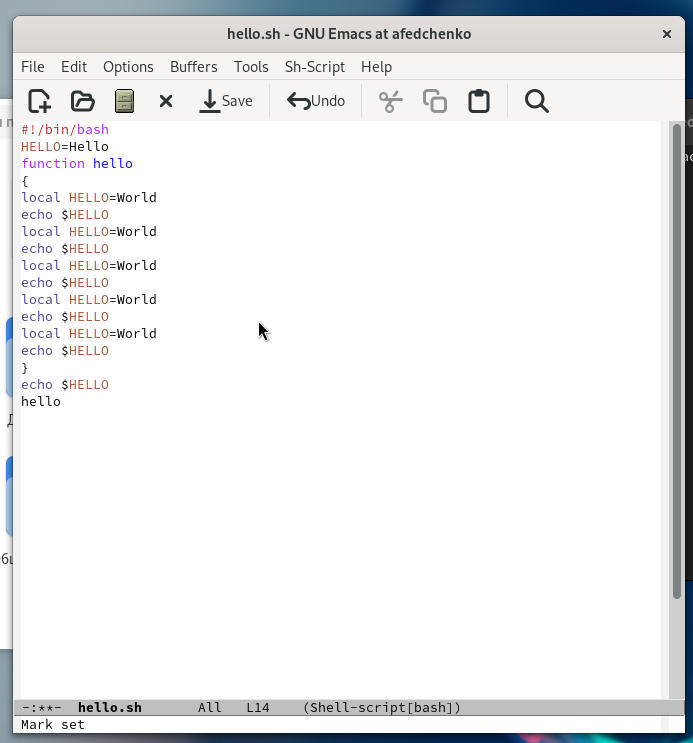 hello.sh - GNU Emacs at afedchenko
File Edit Options Buffers Tools Sh-Script Help
Save Undo
#!/bin/bash
HELLO=Hello
function hello
{
local HELLO=World
echo $HELLO
local HELLO=World
echo $HELLO
local HELLO=World
echo $HELLO
local HELLO=World
echo $HELLO
local HELLO=World
echo $HELLO
}
echo $HELLO
hello
-:**- hello.sh All L14 (Shell-script[bash])
Mark set